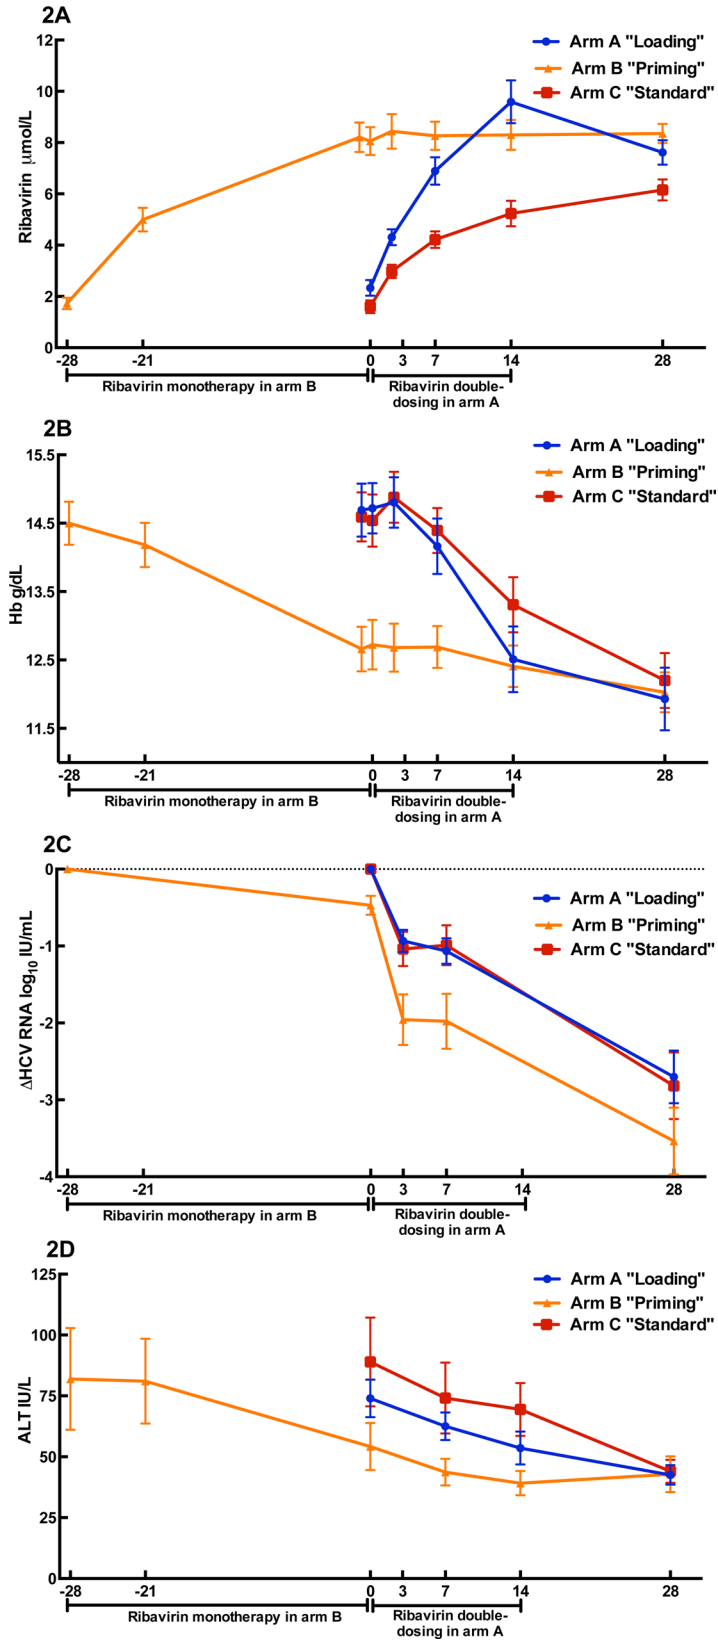 2A
Arm A "Loading"
Arm B "Priming"
Arm C "Standard"
Ribavirin µmol/L
12
10
8
6
4
2
0
-28 -21 0 3 7 14 28
Ribavirin monotherapy in arm B
Ribavirin double-
dosing in arm A
2B
Arm A "Loading"
Arm B "Priming"
Arm C "Standard"
Hb g/dL
15.5
14.5
13.5
12.5
11.5
-28 -21 0 3 7 14 28
Ribavirin monotherapy in arm B
Ribavirin double-
dosing in arm A
2C
Arm A "Loading"
Arm B "Priming"
Arm C "Standard"
ΔHCV RNA log10 IU/mL
0
-1
-2
-3
-4
-28 -21 0 3 7 14 28
Ribavirin monotherapy in arm B
Ribavirin double-
dosing in arm A
2D
Arm A "Loading"
Arm B "Priming"
Arm C "Standard"
ALT IU/L
125
100
75
50
25
0
-28 -21 0 3 7 14 28
Ribavirin monotherapy in arm B
Ribavirin double-
dosing in arm A